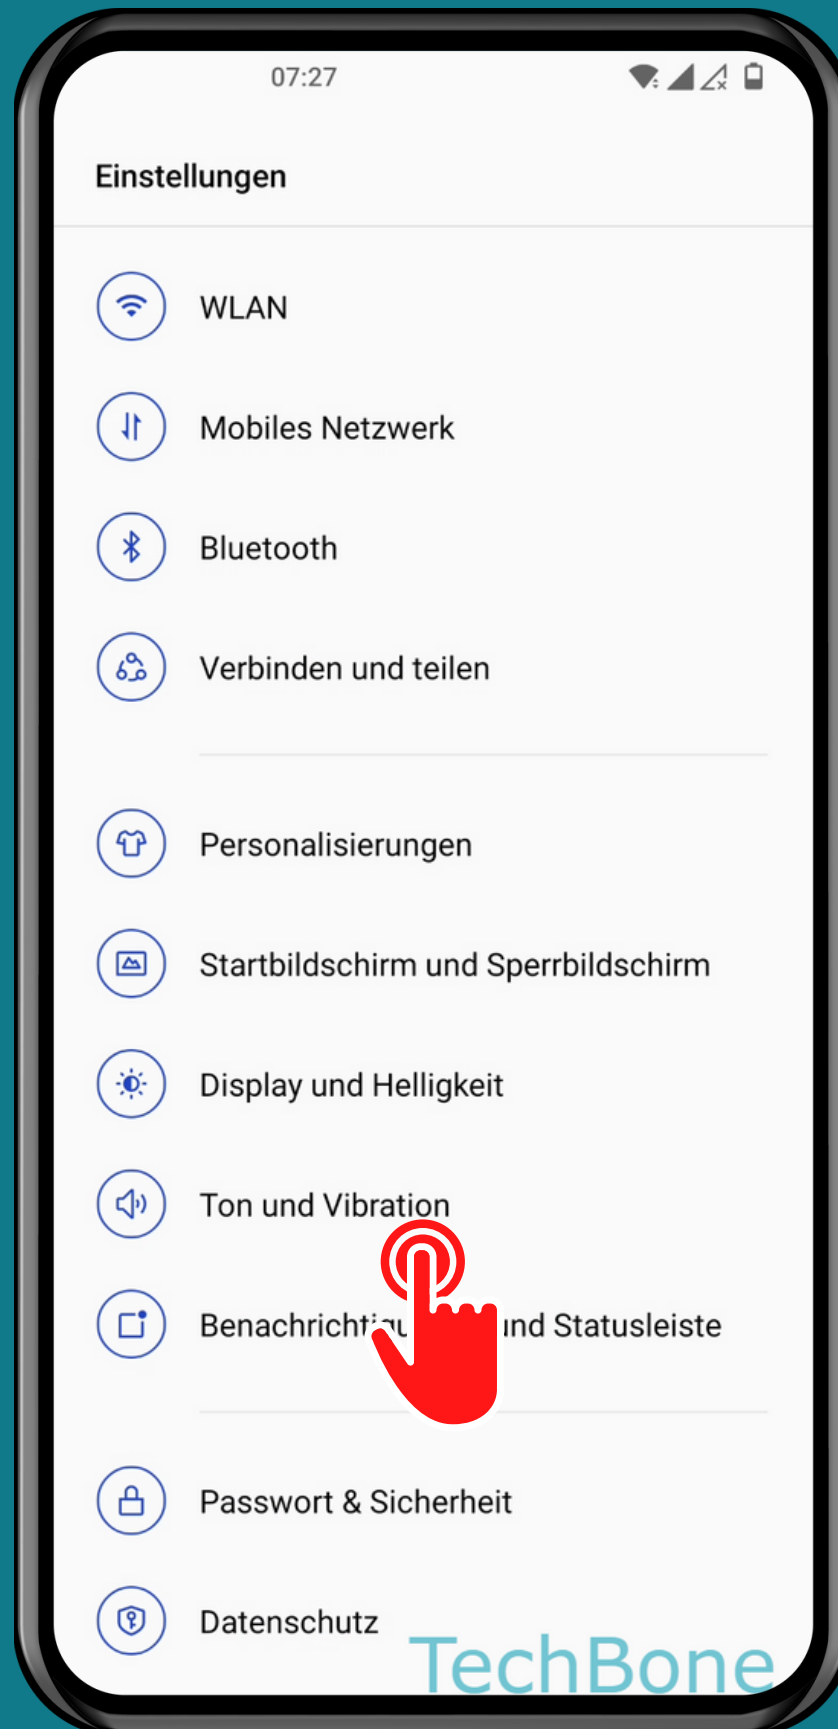 07:27
Einstellungen
WLAN
Mobiles Netzwerk
Bluetooth
Verbinden und teilen
Personalisierungen
Startbildschirm und Sperrbildschirm
Display und Helligkeit
Ton und Vibration
und Statusleiste
Passwort & Sicherheit
Datenschutz
TechBone